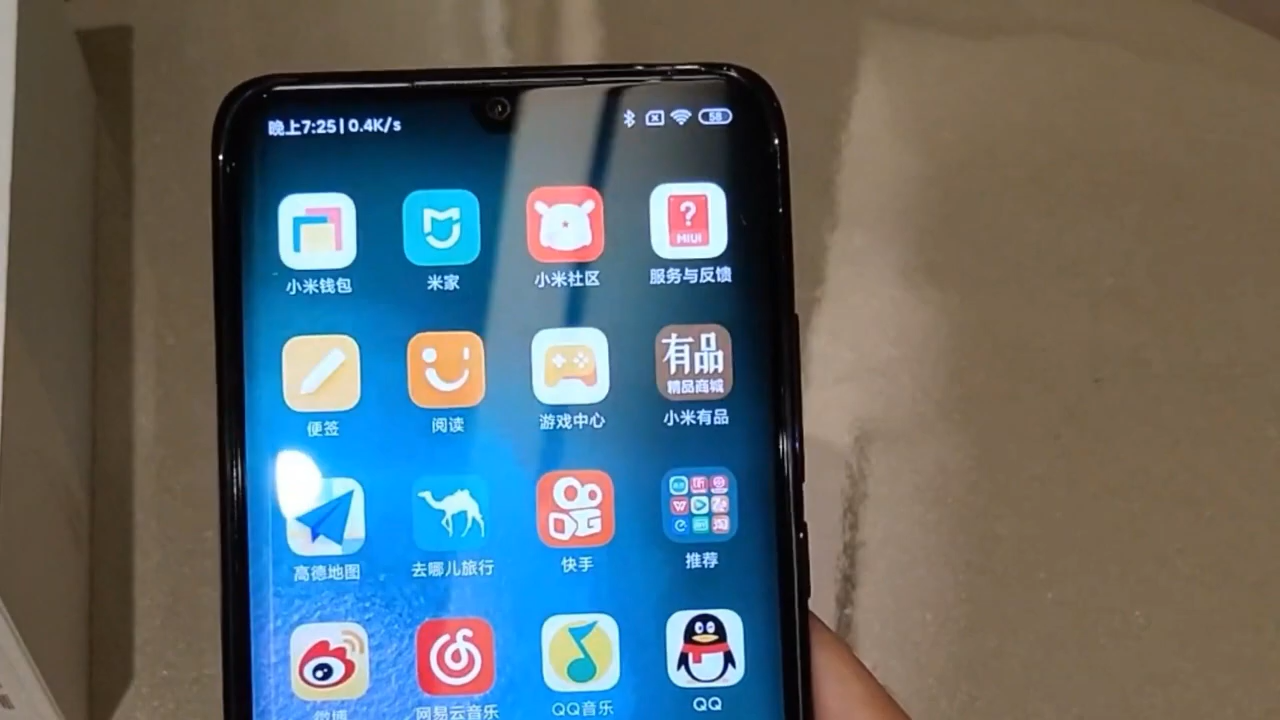 晚上7:25 | 0.4K/s
58
小米钱包
米家
小米社区
?
MIUI
服务与反馈
便签
阅读
游戏中心
有品
精品商城
小米有品
高德地图
去哪儿旅行
快手
推荐
微博
网易云音乐
QQ音乐
QQ